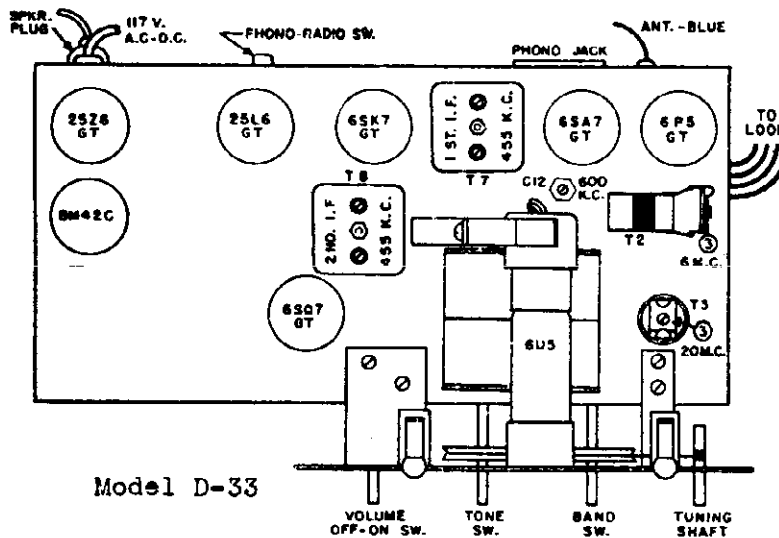 SPKR.
PLUG
117 V.
A.C-D.C.
PHONO-RADIO SW.
PHONO JACK
ANT.-BLUE
25Z6
GT
25L6
GT
6SK7
GT
1 ST. I.F.
455 K.C.
T 7
6SA7
GT
6P5
GT
TO
LOOP
BM42C
T 8
2 ND. I.F
455 K.C.
C12
600
K.C.
T2
3
6 M.C.
6SQ7
GT
6U5
T3
3
20 M.C.
Model D-33
VOLUME
OFF-ON SW.
TONE
SW.
BAND
SW.
TUNING
SHAFT